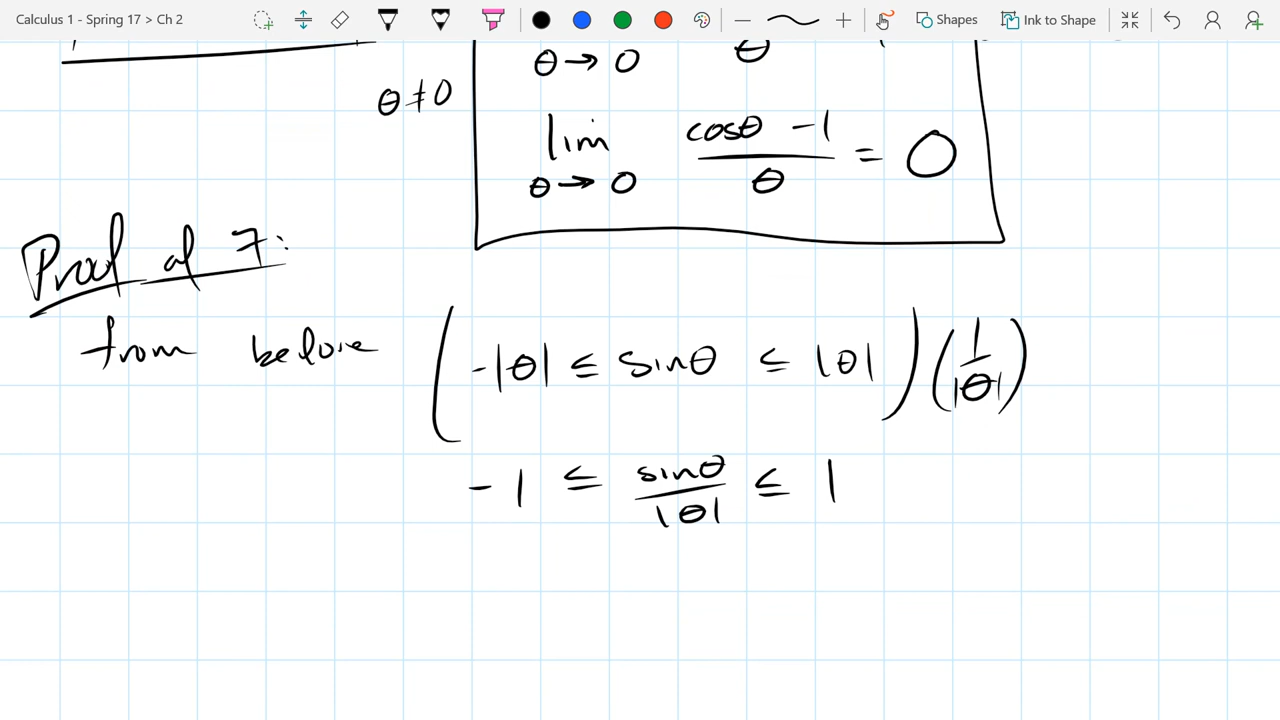 Calculus 1 - Spring 17 > Ch 2
Shapes
Ink to Shape
θ → 0
θ
θ ≠ 0
lim θ → 0 (cosθ - 1)/θ = 0
Proof of 7:
from before ( -|θ| ≤ sinθ ≤ |θ| ) (1/|θ|)
-1 ≤ sinθ/|θ| ≤ 1